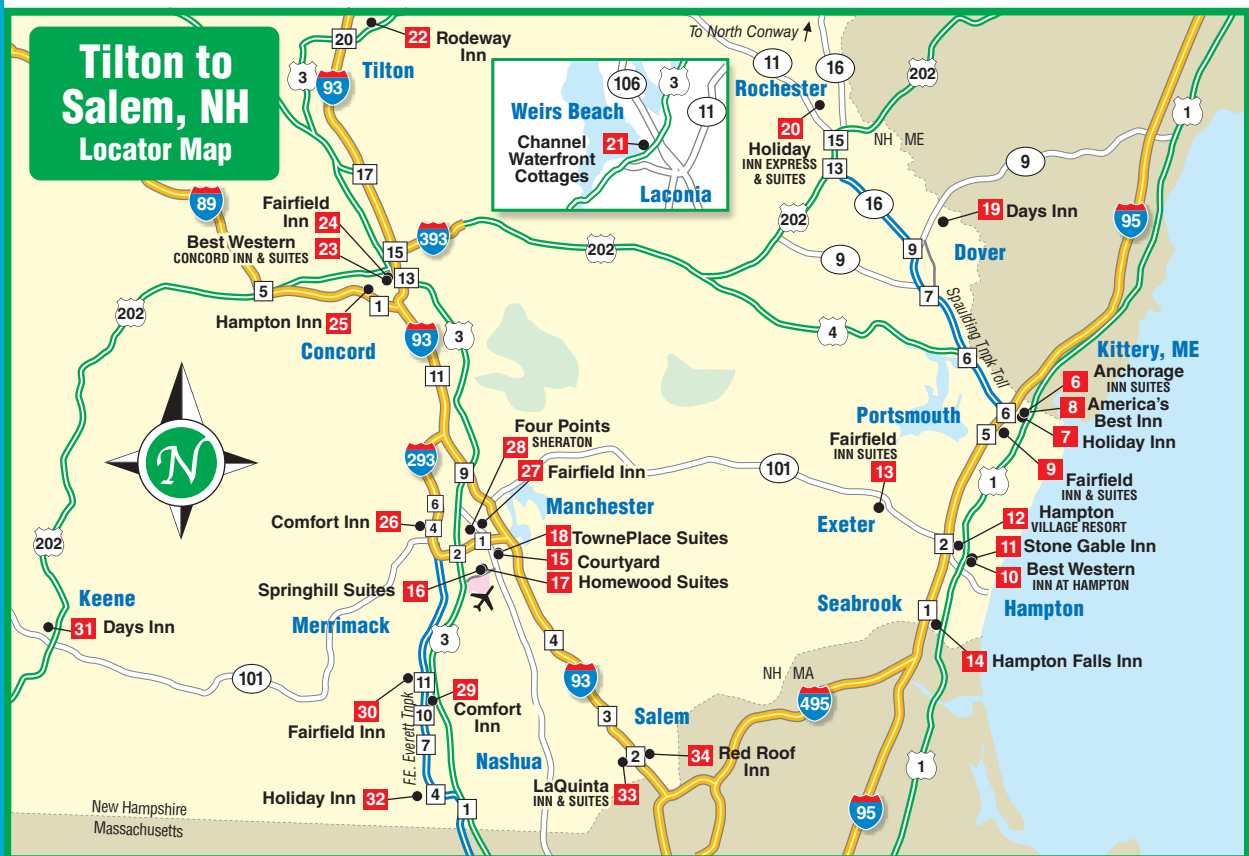 Tilton to
Salem, NH
Locator Map
To North Conway
20
22
Rodeway
Inn
Tilton
3
93
11
16
202
Rochester
1
20
Holiday
INN EXPRESS
& SUITES
15
NH ME
13
106
3
11
Weirs Beach
Channel
Waterfront
Cottages
21
Laconia
17
9
16
89
Fairfield
Inn
24
Best Western
CONCORD INN & SUITES
23
393
15
13
202
202
19
Days Inn
95
9
Dover
9
5
1
7
Hampton Inn
25
Concord
202
93
3
4
Spaulding Tnpk Toll
6
Kittery, ME
11
6
Anchorage
INN SUITES
8
America's
Best Inn
7
Holiday Inn
6
5
Portsmouth
N
Four Points
SHERATON
28
27
Fairfield Inn
Fairfield
INN SUITES
13
101
293
9
1
9
Fairfield
INN & SUITES
6
Manchester
Exeter
12
Hampton
VILLAGE RESORT
Comfort Inn
26
4
2
1
18
TownePlace Suites
2
11
Stone Gable Inn
202
15
Courtyard
10
Best Western
INN AT HAMPTON
Springhill Suites
16
17
Homewood Suites
Keene
Seabrook
1
Hampton
31
Days Inn
Merrimack
3
4
14
Hampton Falls Inn
101
93
NH MA
495
11
30
Fairfield Inn
29
Comfort
Inn
10
F.E. Everett Tnpk
3
Salem
7
Nashua
2
34
Red Roof
Inn
1
LaQuinta
INN & SUITES
33
Holiday Inn
32
4
1
95
New Hampshire
Massachusetts